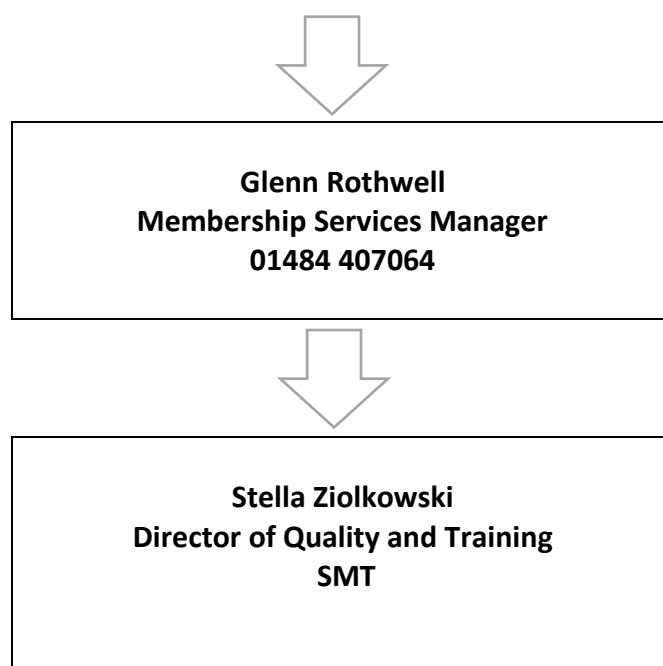 Glenn Rothwell
Membership Services Manager
01484 407064
Stella Ziolkowski
Director of Quality and Training
SMT